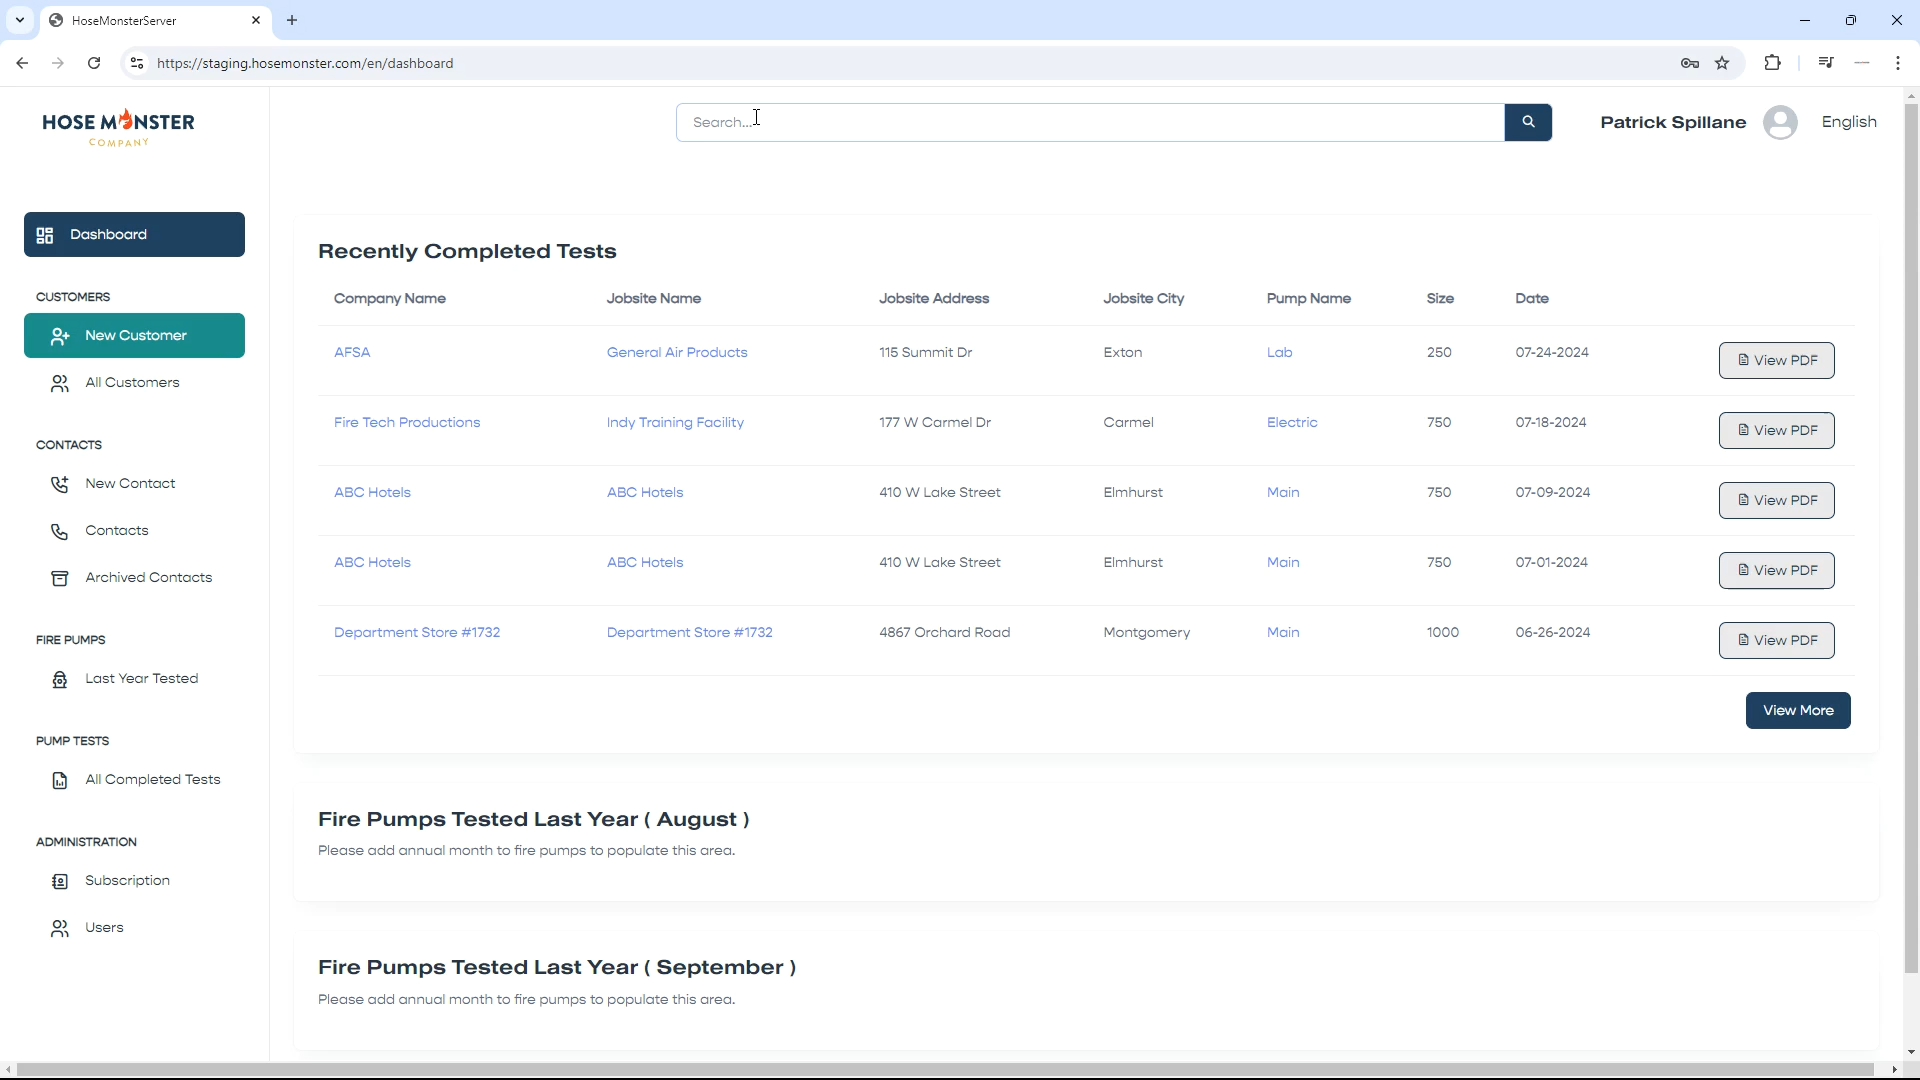 HoseMonsterServer
https://staging.hosemonster.com/en/dashboard
HOSE MONSTER
COMPANY
Search...
Patrick Spillane
English
Dashboard
CUSTOMERS
New Customer
All Customers
CONTACTS
New Contact
Contacts
Archived Contacts
FIRE PUMPS
Last Year Tested
PUMP TESTS
All Completed Tests
ADMINISTRATION
Subscription
Users
Recently Completed Tests
Company Name Jobsite Name Jobsite Address Jobsite City Pump Name Size Date
AFSA General Air Products 115 Summit Dr Exton Lab 250 07-24-2024 View PDF
Fire Tech Productions Indy Training Facility 177 W Carmel Dr Carmel Electric 750 07-18-2024 View PDF
ABC Hotels ABC Hotels 410 W Lake Street Elmhurst Main 750 07-09-2024 View PDF
ABC Hotels ABC Hotels 410 W Lake Street Elmhurst Main 750 07-01-2024 View PDF
Department Store #1732 Department Store #1732 4867 Orchard Road Montgomery Main 1000 06-26-2024 View PDF
View More
Fire Pumps Tested Last Year ( August )
Please add annual month to fire pumps to populate this area.
Fire Pumps Tested Last Year ( September )
Please add annual month to fire pumps to populate this area.